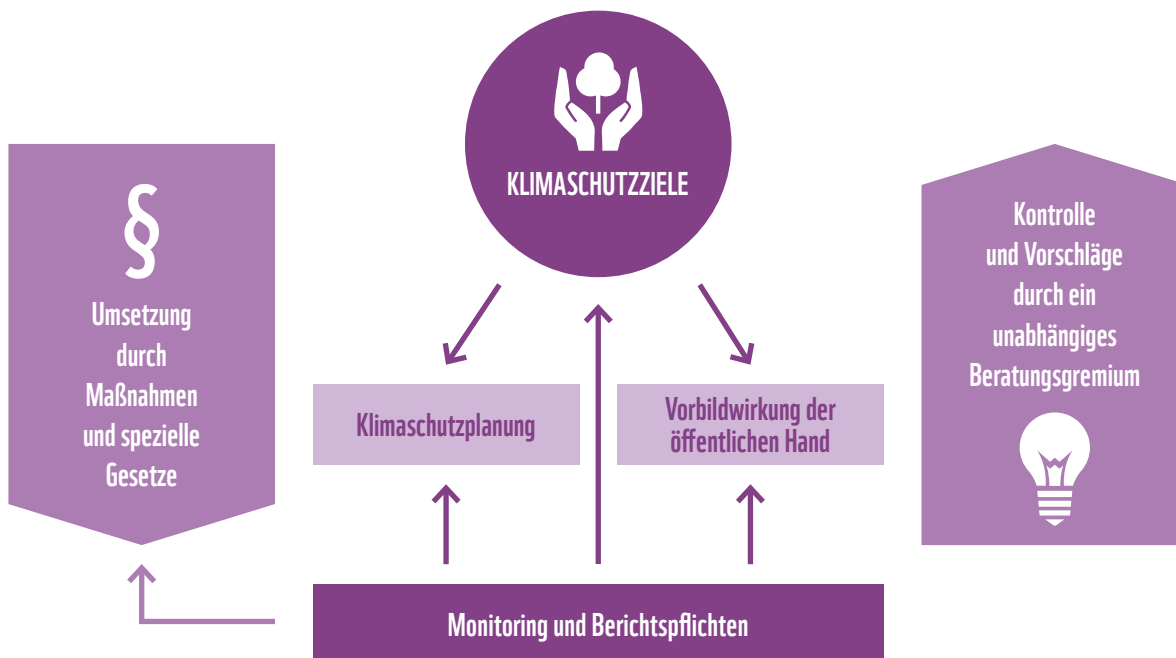 KLIMASCHUTZZIELE
§
Umsetzung
durch
Maßnahmen
und spezielle
Gesetze
Klimaschutzplanung
Vorbildwirkung der
öffentlichen Hand
Kontrolle
und Vorschläge
durch ein
unabhängiges
Beratungsgremium
Monitoring und Berichtspflichten